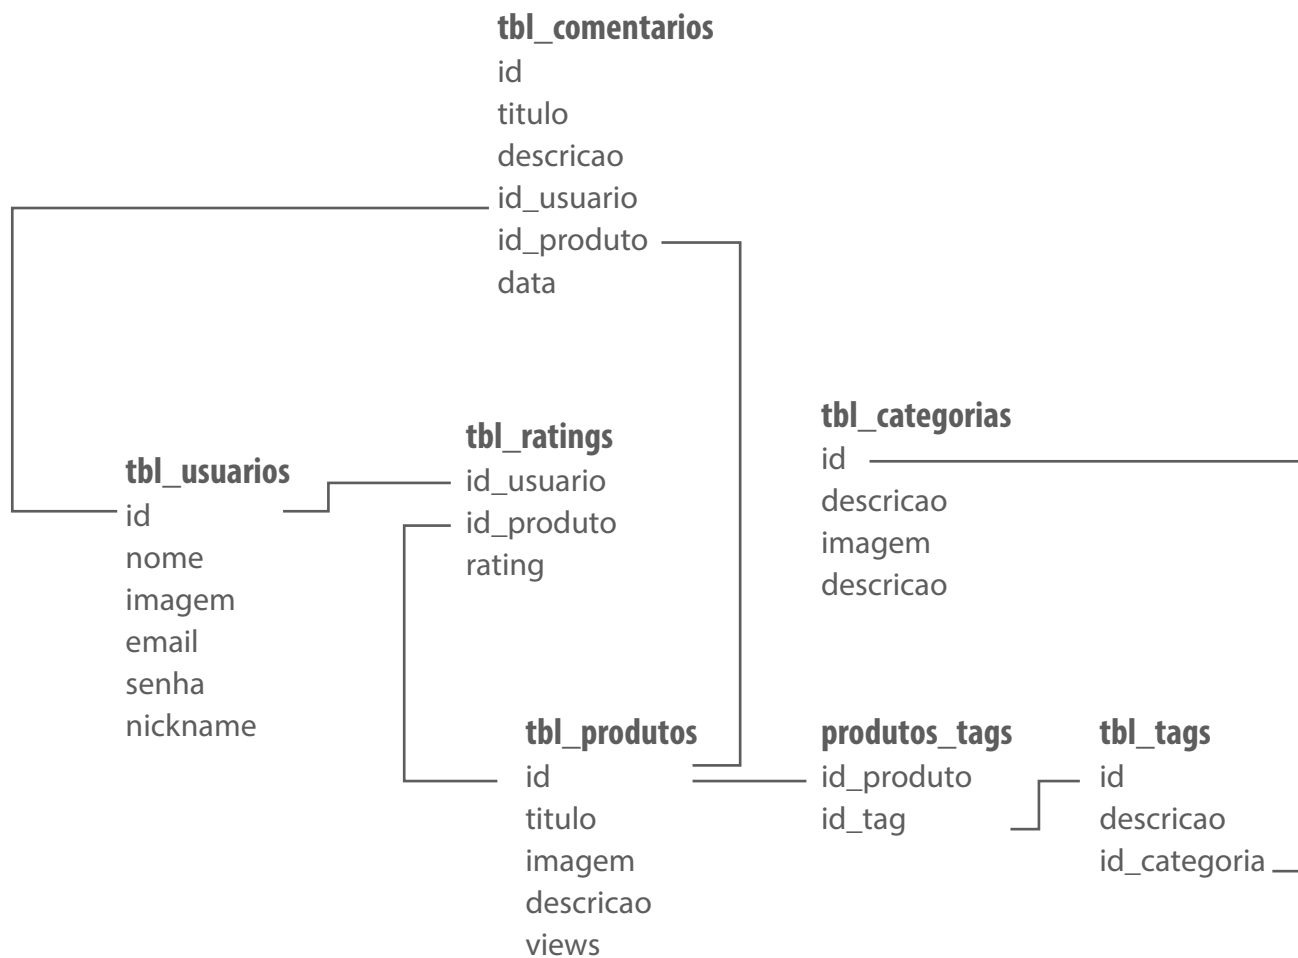 tbl_comentarios
id
titulo
descricao
id_usuario
id_produto
data
tbl_usuarios
id
nome
imagem
email
senha
nickname
tbl_ratings
id_usuario
id_produto
rating
tbl_categorias
id
descricao
imagem
descricao
tbl_produtos
id
titulo
imagem
descricao
views
produtos_tags
id_produto
id_tag
tbl_tags
id
descricao
id_categoria